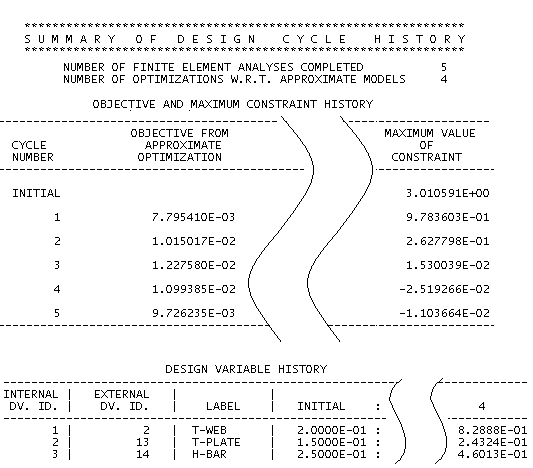 ****************************************************************
S U M M A R Y   O F   D E S I G N   C Y C L E   H I S T O R Y
****************************************************************
NUMBER OF FINITE ELEMENT ANALYSES COMPLETED 5
NUMBER OF OPTIMIZATIONS W.R.T. APPROXIMATE MODELS 4
OBJECTIVE AND MAXIMUM CONSTRAINT HISTORY
OBJECTIVE FROM MAXIMUM VALUE
CYCLE APPROXIMATE OF
NUMBER OPTIMIZATION CONSTRAINT
INITIAL 3.010591E+00
1 7.795410E-03 9.783603E-01
2 1.015017E-02 2.627798E-01
3 1.227580E-02 1.530039E-02
4 1.099385E-02 -2.519266E-02
5 9.726235E-03 -1.103664E-02
DESIGN VARIABLE HISTORY
INTERNAL | EXTERNAL | | |
DV. ID. | DV. ID. | LABEL | INITIAL : 4
1 | 2 | T-WEB | 2.0000E-01 : 8.2888E-01
2 | 13 | T-PLATE | 1.5000E-01 : 2.4324E-01
3 | 14 | H-BAR | 2.5000E-01 : 4.6013E-01